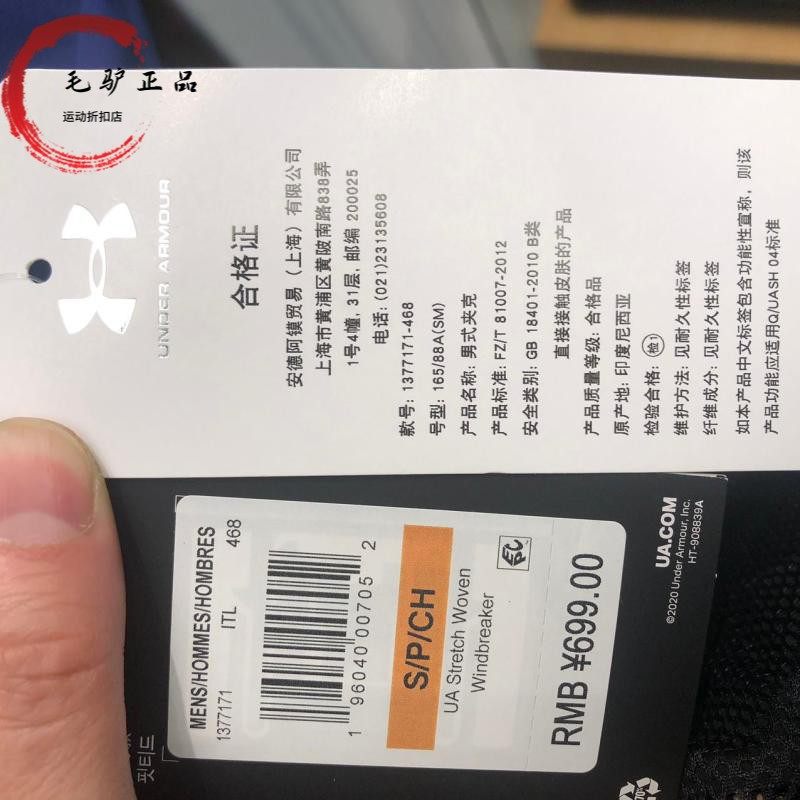 毛驴正品
运动折扣店
UNDER ARMOUR
合格证
安德阿镆贸易（上海）有限公司
上海市黄浦区黄陂南路838弄
1号4幢, 31层, 邮编 200025
电话: (021)23135608
款号: 1377171-468
号型: 165/88A(SM)
产品名称: 男式夹克
产品标准: FZ/T 81007-2012
安全类别: GB 18401-2010 B类
直接接触皮肤的产品
产品质量等级: 合格品
原产地: 印度尼西亚
检验合格: 检1
维护方法: 见耐久性标签
纤维成分: 见耐久性标签
如本产品中文标签包含功能性宣称，则该
产品功能应适用Q/UASH 04标准
MENS/HOMMES/HOMBRES
1377171 ITL 468
1 96040 00705 2
S/P/CH
UA Stretch Woven
Windbreaker
RMB ¥699.00
UA.COM
©2020 Under Armour, Inc.
HT-908839A
핏티드